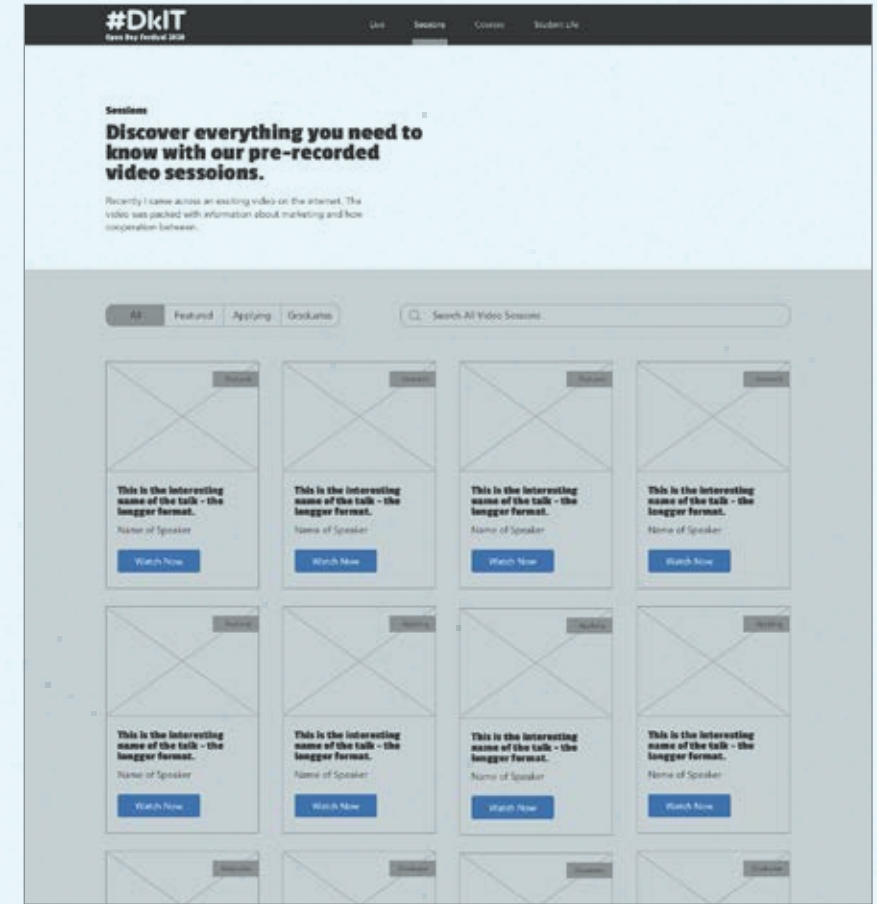 #DkIT
Open Day Festival 2020
Live Sessions Courses Student Life
Sessions
Discover everything you need to
know with our pre-recorded
video sessoions.
Recently I came across an exciting video on the internet. The
video was packed with information about marketing and how
cooperation between.
All Featured Applying Graduates
Search All Video Sessions
Featured Featured Featured Featured
This is the interesting This is the interesting This is the interesting This is the interesting
name of the talk - the name of the talk - the name of the talk - the name of the talk - the
longger format. longger format. longger format. longger format.
Name of Speaker Name of Speaker Name of Speaker Name of Speaker
Watch Now Watch Now Watch Now Watch Now
Applying Applying Applying
This is the interesting This is the interesting This is the interesting This is the interesting
name of the talk - the name of the talk - the name of the talk - the name of the talk - the
longger format. longger format. longger format. longger format.
Name of Speaker Name of Speaker Name of Speaker Name of Speaker
Watch Now Watch Now Watch Now Watch Now